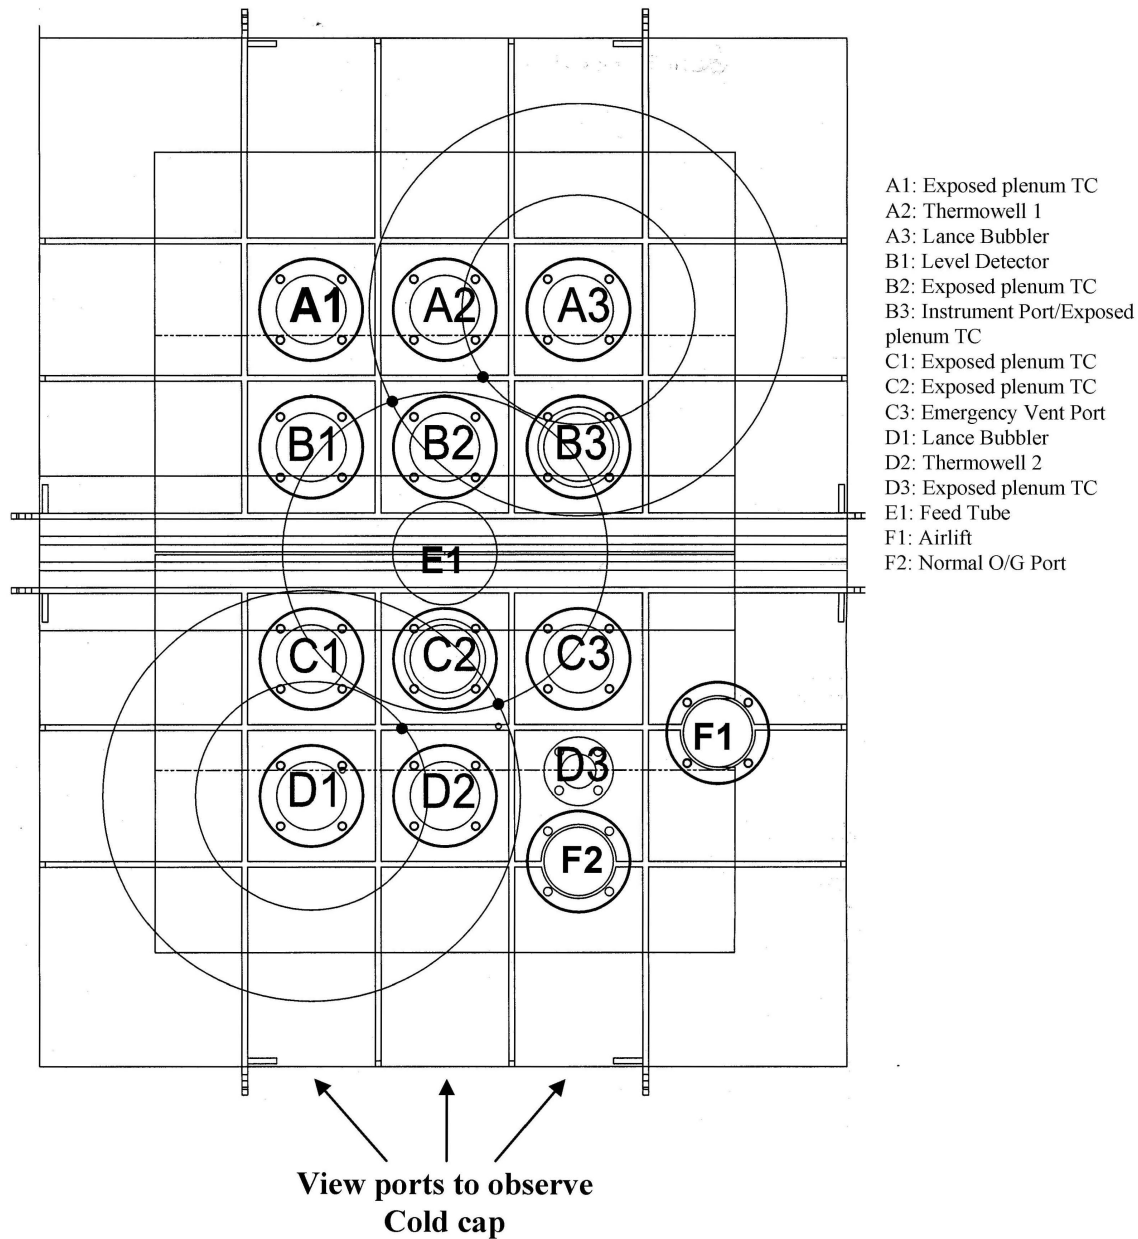 A1 A2 A3
B1 B2 B3
E1
C1 C2 C3
F1
D1 D2 D3
F2
A1: Exposed plenum TC
A2: Thermowell 1
A3: Lance Bubbler
B1: Level Detector
B2: Exposed plenum TC
B3: Instrument Port/Exposed
plenum TC
C1: Exposed plenum TC
C2: Exposed plenum TC
C3: Emergency Vent Port
D1: Lance Bubbler
D2: Thermowell 2
D3: Exposed plenum TC
E1: Feed Tube
F1: Airlift
F2: Normal O/G Port
View ports to observe
Cold cap